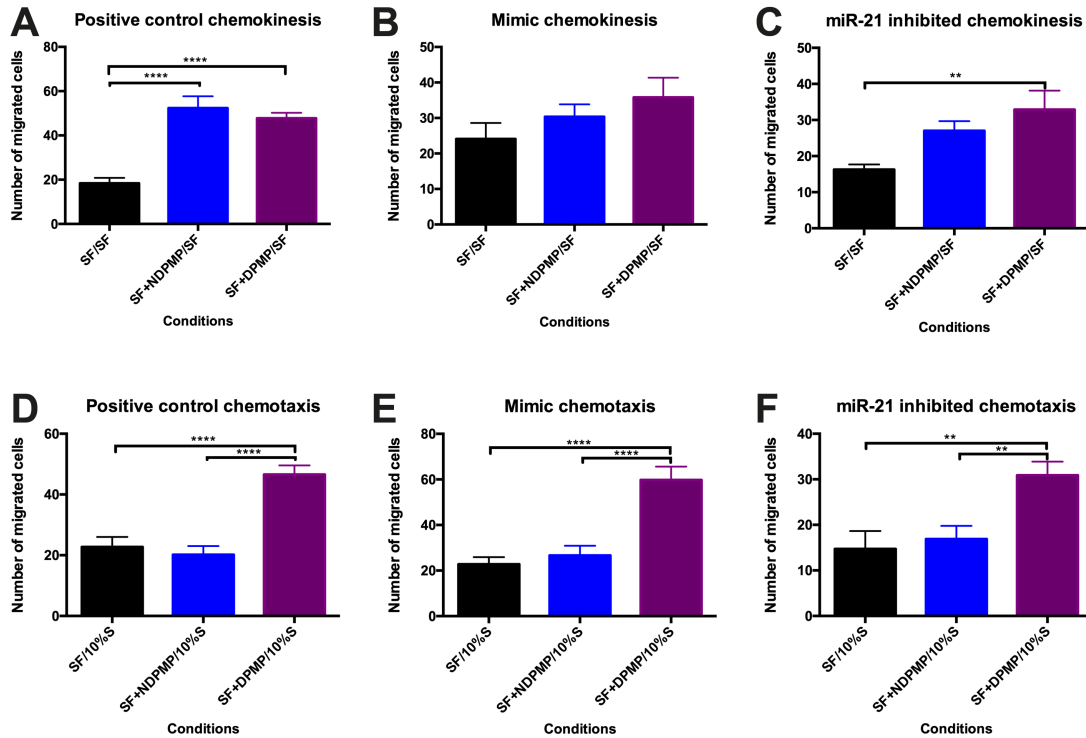 A
Positive control chemokinesis
Number of migrated cells
80
60
40
20
0
****
****
SF/SF
SF+NDPMP/SF
SF+DPMP/SF
Conditions
B
Mimic chemokinesis
Number of migrated cells
50
40
30
20
10
0
SF/SF
SF+NDPMP/SF
SF+DPMP/SF
Conditions
C
miR-21 inhibited chemokinesis
Number of migrated cells
50
40
30
20
10
0
**
SF/SF
SF+NDPMP/SF
SF+DPMP/SF
Conditions
D
Positive control chemotaxis
Number of migrated cells
60
40
20
0
****
****
SF/10%S
SF+NDPMP/10%S
SF+DPMP/10%S
Conditions
E
Mimic chemotaxis
Number of migrated cells
80
60
40
20
0
****
****
SF/10%S
SF+NDPMP/10%S
SF+DPMP/10%S
Conditions
F
miR-21 inhibited chemotaxis
Number of migrated cells
40
30
20
10
0
**
**
SF/10%S
SF+NDPMP/10%S
SF+DPMP/10%S
Conditions